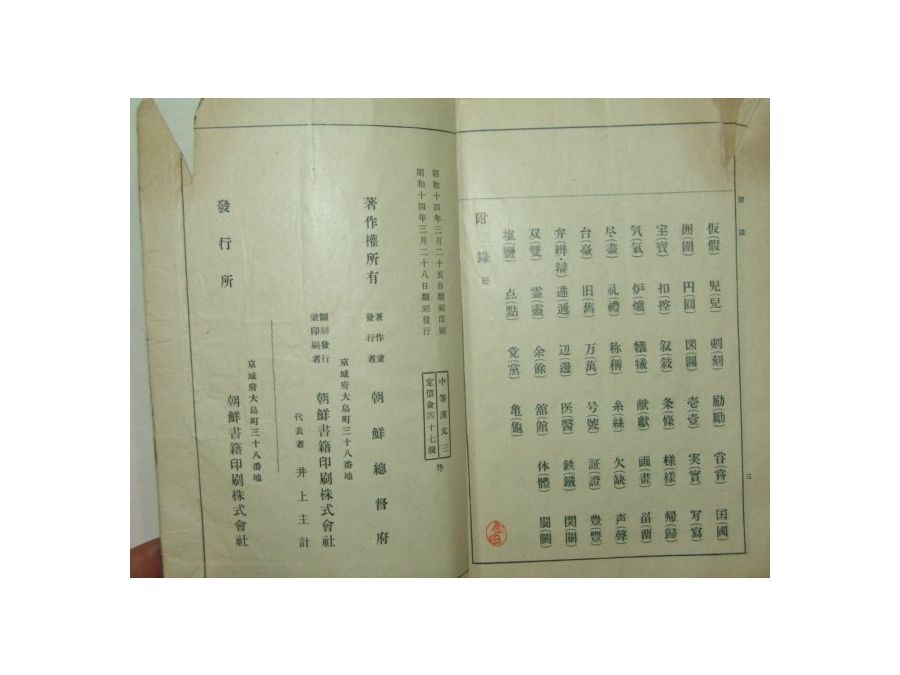 三
仮(假) 児(兒) 刺(刻) 励(勵) 甞(嘗) 国(國)
囲(圍) 円(圓) 図(圖) 壱(壹) 実(實) 写(寫)
宝(寶) 扣(控) 叙(敍) 条(條) 様(樣) 帰(歸)
気(氣) 炉(爐) 犠(犧) 献(獻) 画(畫)
尽(盡) 礼(禮) 称(稱) 糸(絲) 欠(缺) 声(聲)
台(臺) 旧(舊) 万(萬) 号(號) 証(證) 豊(豐)
弁(辨・辯) 逓(遞) 辺(邊) 医(醫) 鉄(鐵) 関(關)
双(雙) 霊(靈) 余(餘) 舘(館) 体(體) 闘(鬪)
塩(鹽) 点(點) 党(黨) 亀(龜)
附錄 終
昭和十四年三月二十五日飜刻印刷
昭和十四年三月二十八日飜刻發行
中等漢文三
定價金四十七錢
著作權所有
著作兼發行者 朝鮮總督府
京城府大島町三十八番地
飜刻發行兼印刷者 朝鮮書籍印刷株式會社
代表者 井上主計
發行所
京城府大島町三十八番地
朝鮮書籍印刷株式會社